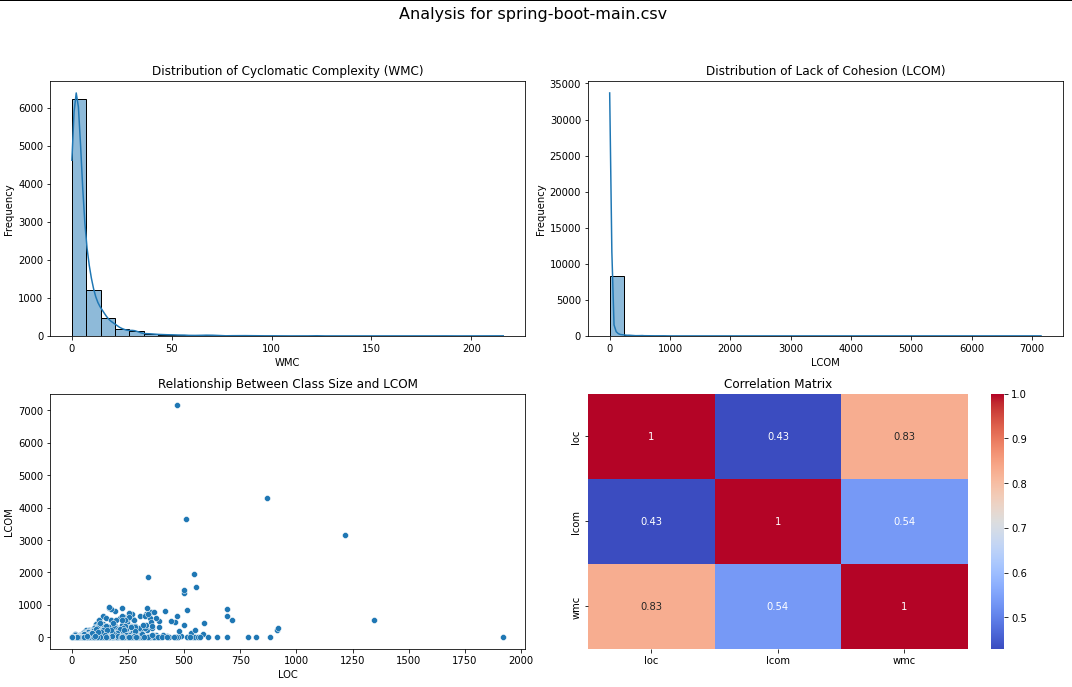 Analysis for spring-boot-main.csv
Distribution of Cyclomatic Complexity (WMC)
Frequency
6000
5000
4000
3000
2000
1000
0
0 50 100 150 200
WMC
Distribution of Lack of Cohesion (LCOM)
Frequency
35000
30000
25000
20000
15000
10000
5000
0
0 1000 2000 3000 4000 5000 6000 7000
LCOM
Relationship Between Class Size and LCOM
LCOM
7000
6000
5000
4000
3000
2000
1000
0
0 250 500 750 1000 1250 1500 1750 2000
LOC
Correlation Matrix
loc 1 0.43 0.83
lcom 0.43 1 0.54
wmc 0.83 0.54 1
loc lcom wmc
1.0
0.9
0.8
0.7
0.6
0.5